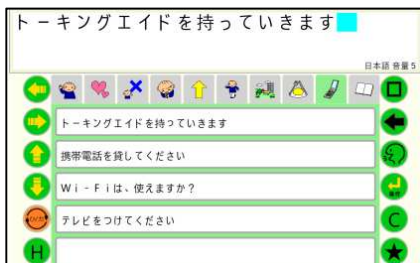 トーキングエイドを持っていきます
日本語 音量 5
トーキングエイドを持っていきます
携帯電話を貸してください
Wi-Fiは、使えますか?
テレビをつけてください
C
H